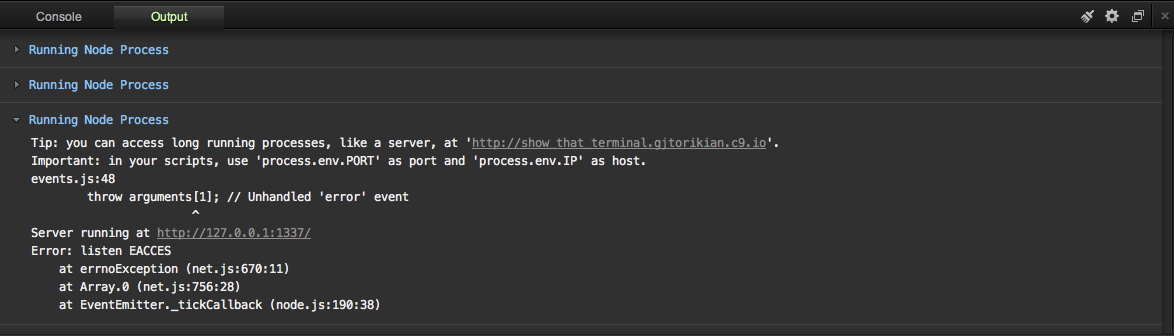 Console Output
Running Node Process
Running Node Process
Running Node Process
Tip: you can access long running processes, like a server, at 'http://show_that_terminal.gjtorikian.c9.io'.
Important: in your scripts, use 'process.env.PORT' as port and 'process.env.IP' as host.
events.js:48
throw arguments[1]; // Unhandled 'error' event
^
Server running at http://127.0.0.1:1337/
Error: listen EACCES
at errnoException (net.js:670:11)
at Array.0 (net.js:756:28)
at EventEmitter._tickCallback (node.js:190:38)